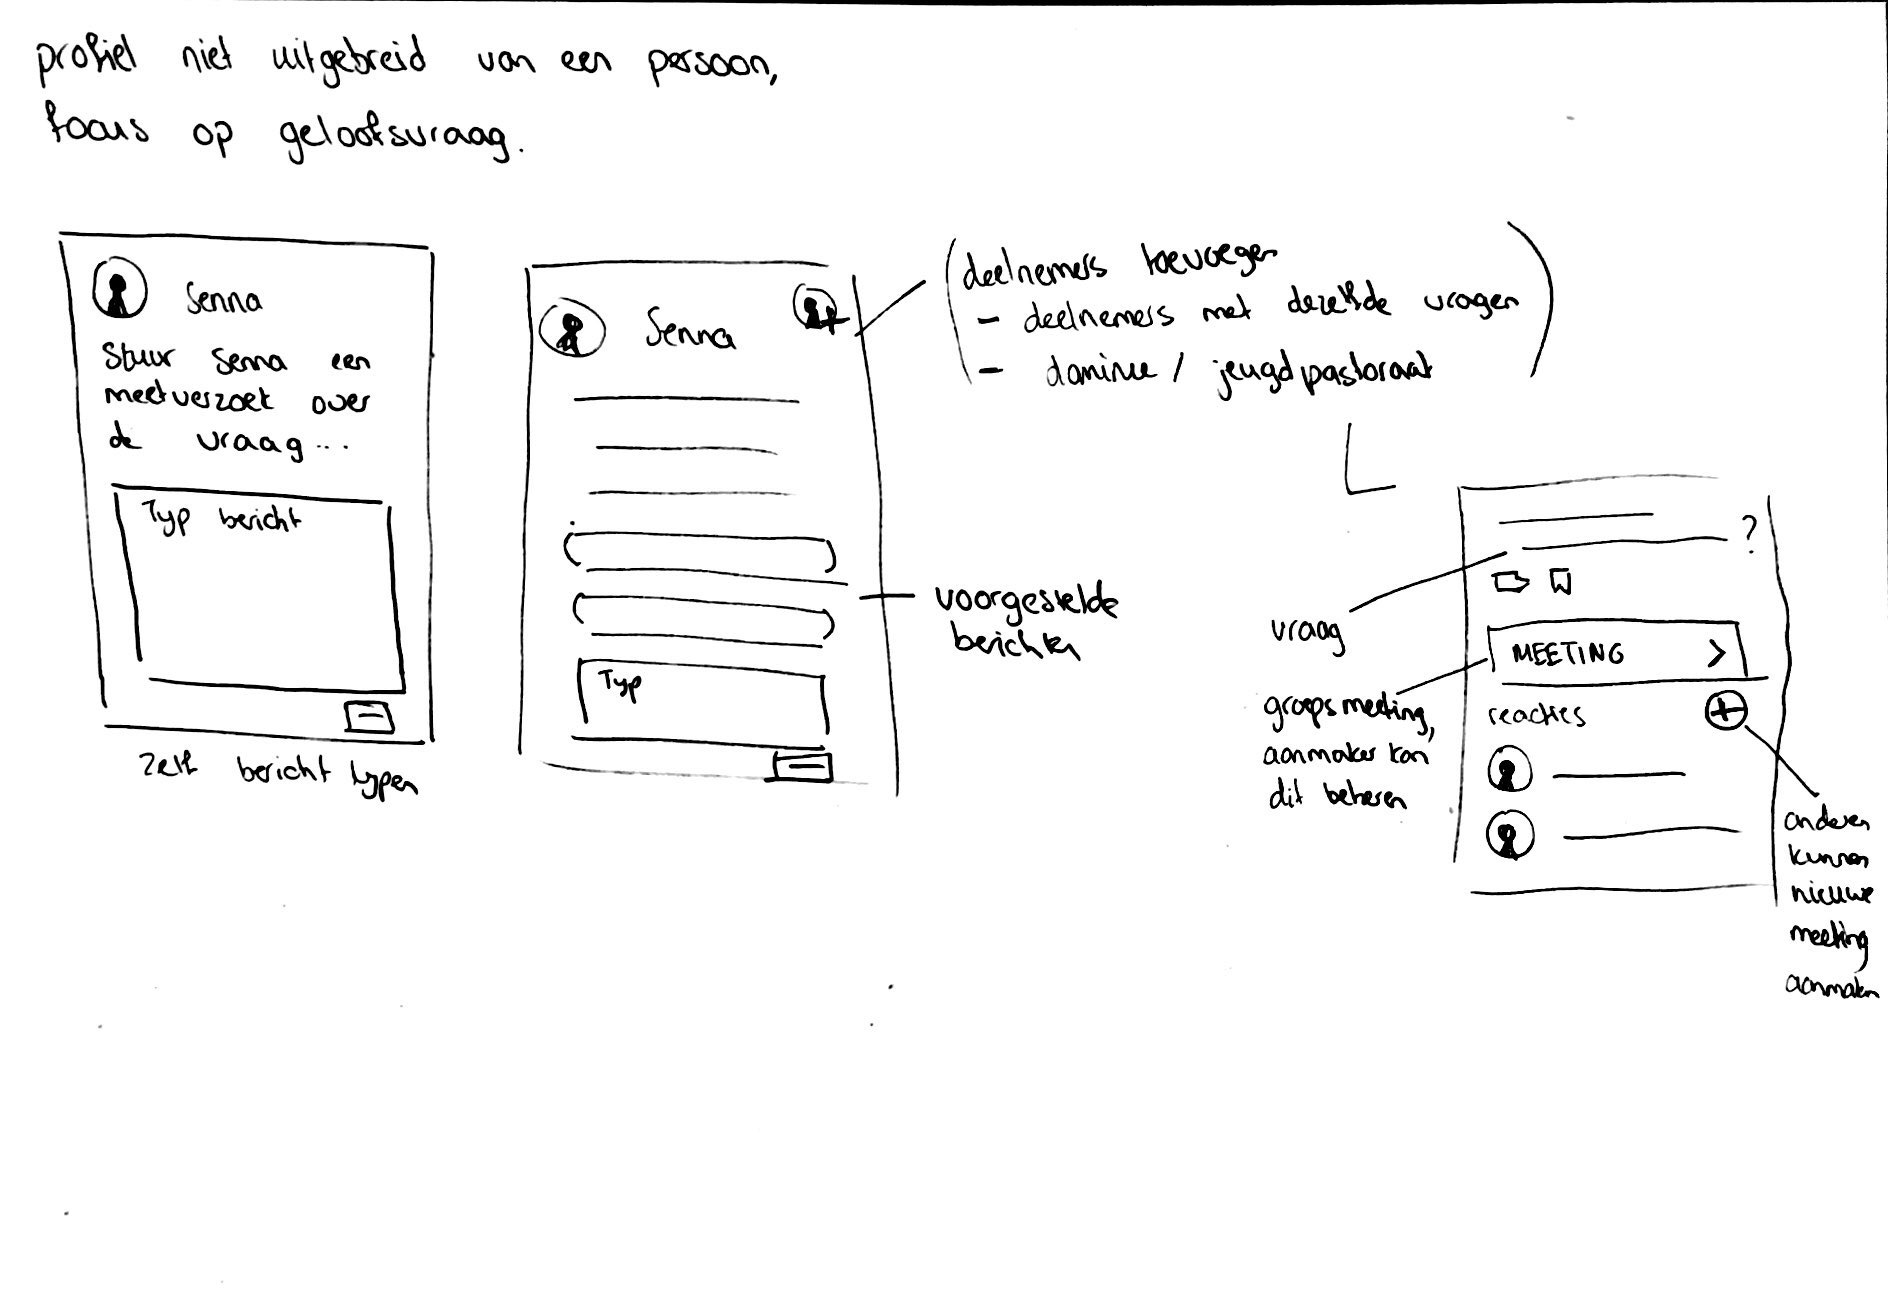 profiel niet uitgebreid van een persoon,
focus op geloofsvraag.
Senna
Stuur Senna een
meetverzoek over
de vraag...
Typ bericht
zelf bericht typen
Senna
Typ
deelnemers toevoegen
- deelnemers met dezelfde vragen
- dominee / jeugdpastoraat
voorgestelde
berichten
?
vraag
MEETING >
groepsmeeting,
aanmaker kan
dit beheren
reacties
anderen
kunnen
nieuwe
meeting
aanmaken